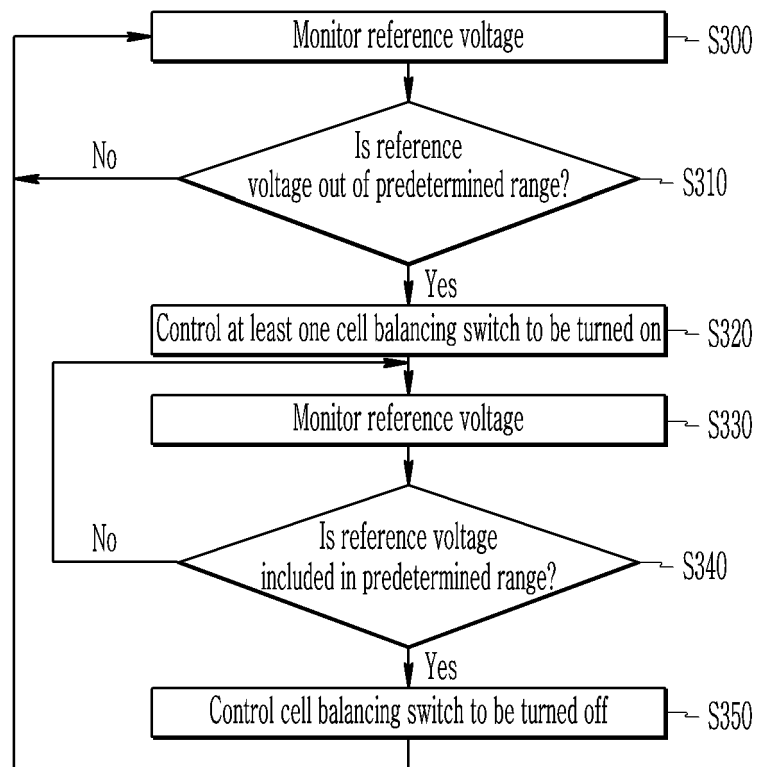 Monitor reference voltage
S300
Is reference
voltage out of predetermined range?
S310
No
Yes
Control at least one cell balancing switch to be turned on
S320
Monitor reference voltage
S330
Is reference voltage
included in predetermined range?
S340
No
Yes
Control cell balancing switch to be turned off
S350